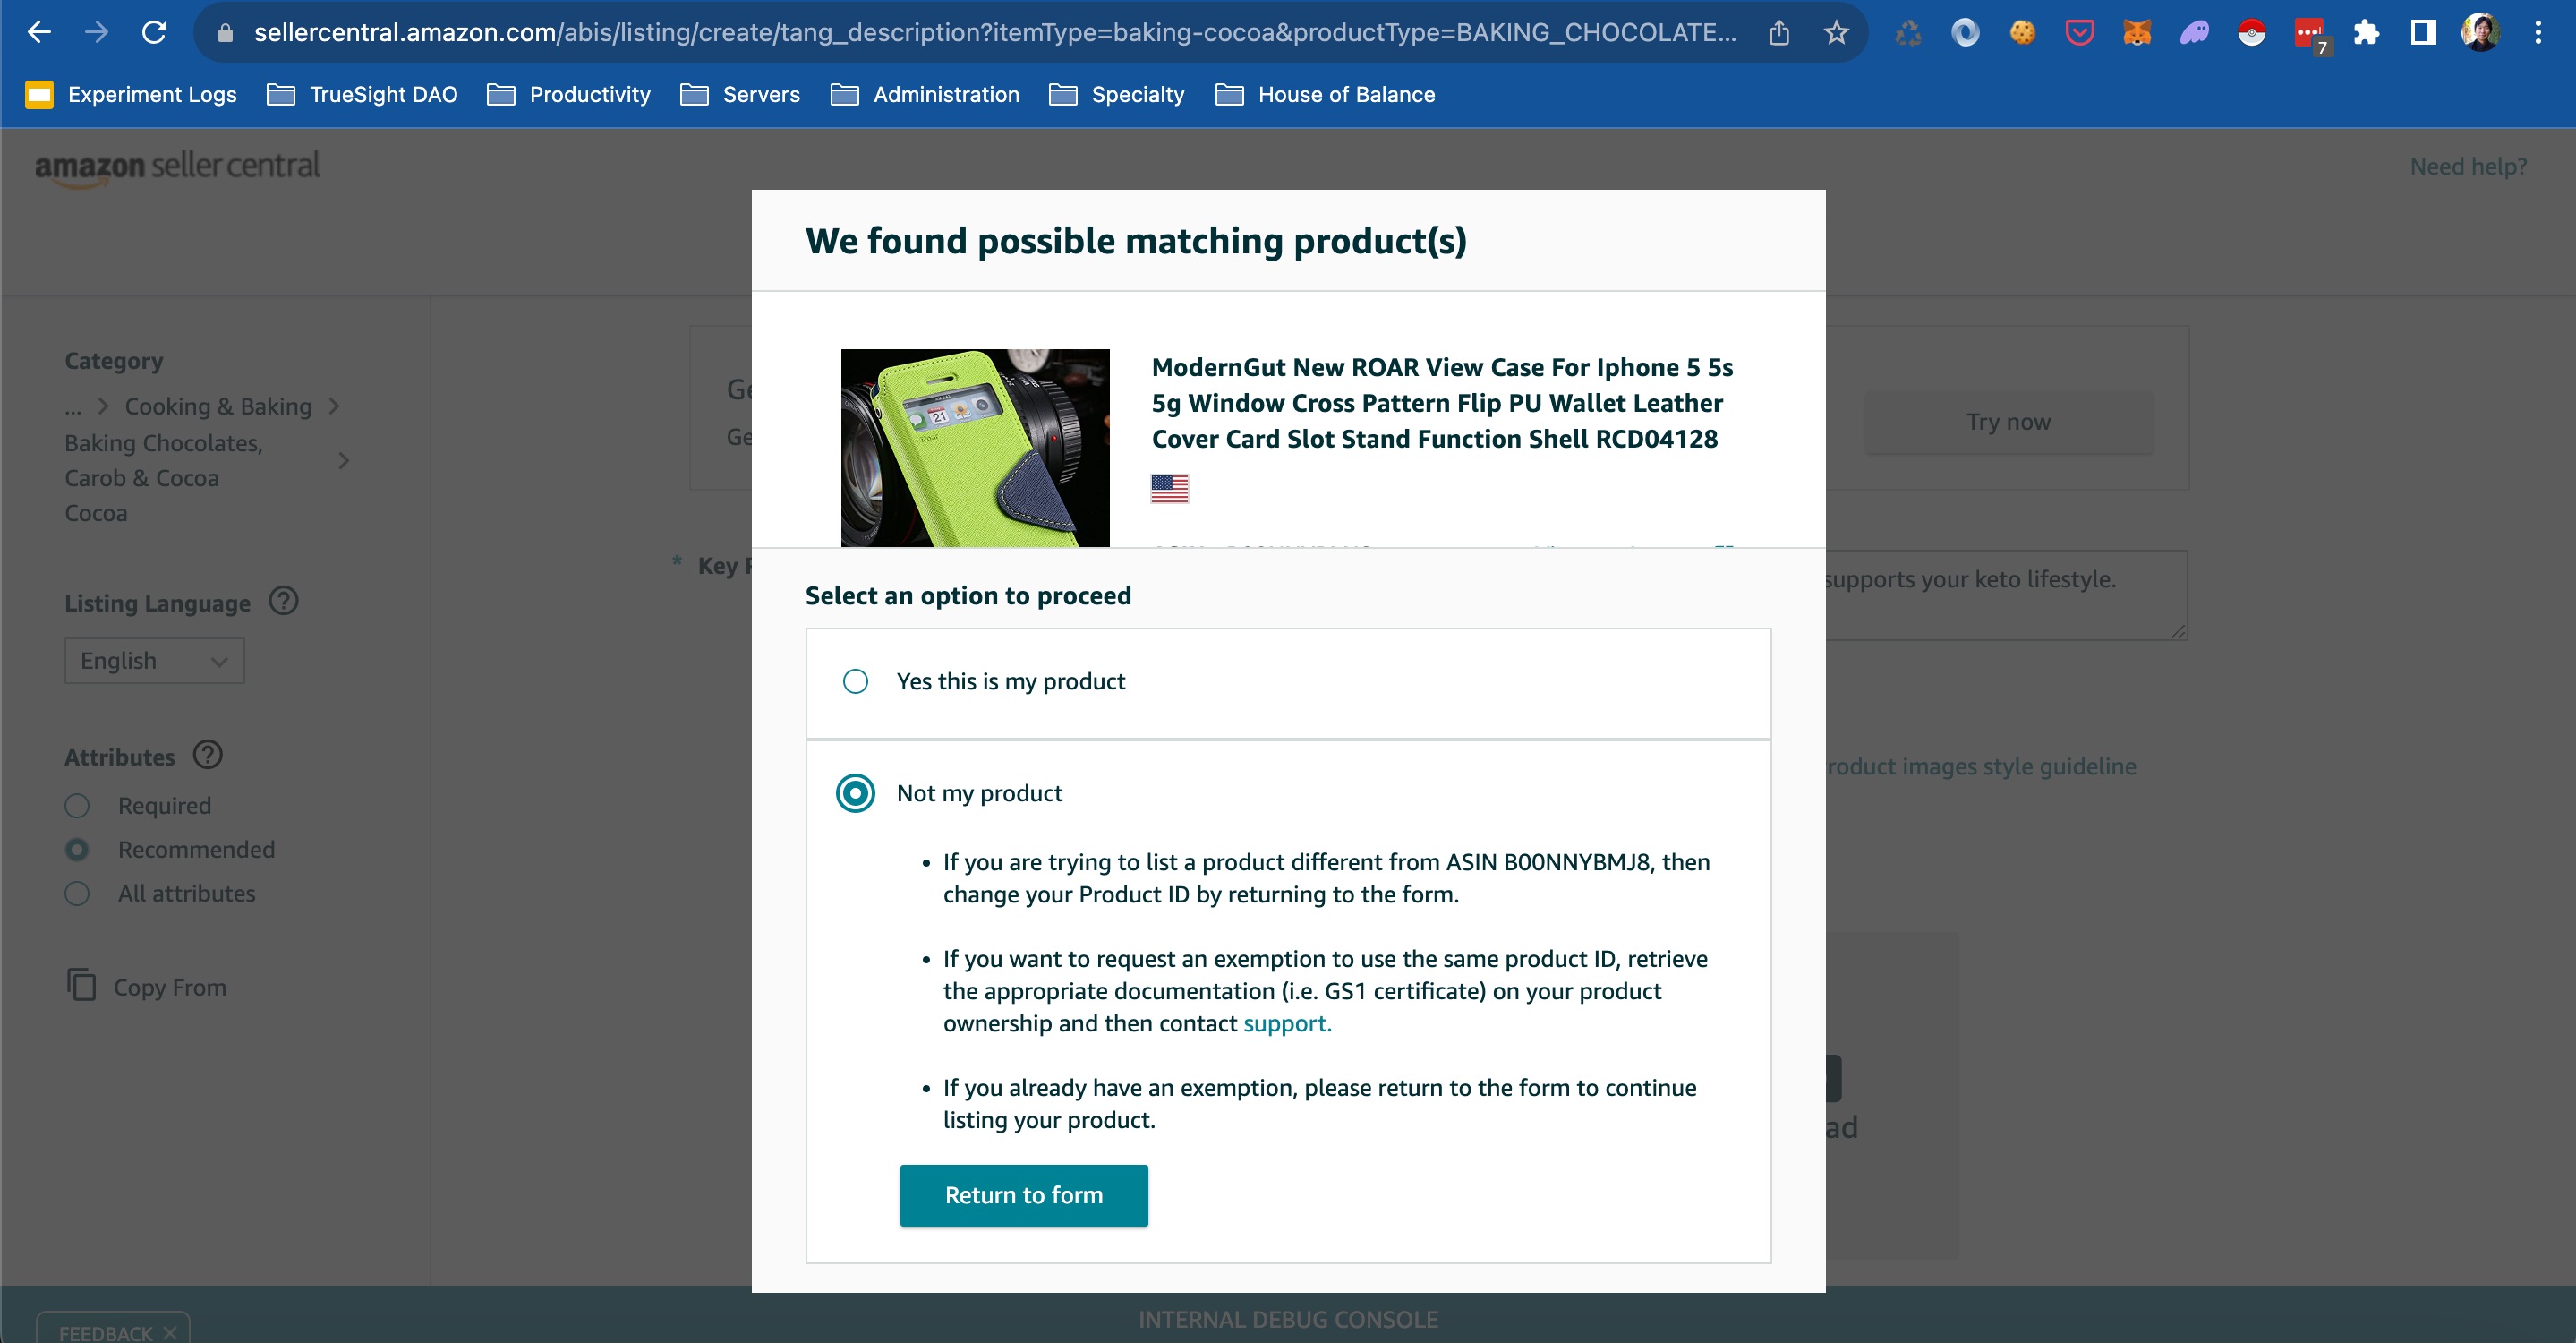 sellercentral.amazon.com/abis/listing/create/tang_description?itemType=baking-cocoa&productType=BAKING_CHOCOLATE...
7
Experiment Logs TrueSight DAO Productivity Servers Administration Specialty House of Balance
amazon seller central
Need help?
We found possible matching product(s)
ModernGut New ROAR View Case For Iphone 5 5s
5g Window Cross Pattern Flip PU Wallet Leather
Cover Card Slot Stand Function Shell RCD04128
21
Category
... > Cooking & Baking >
Baking Chocolates,
Carob & Cocoa >
Cocoa
Try now
* Key
supports your keto lifestyle.
Listing Language
English
Select an option to proceed
Yes this is my product
Attributes
Required
Recommended
All attributes
Copy From
Not my product
roduct images style guideline
• If you are trying to list a product different from ASIN B00NNYBMJ8, then
change your Product ID by returning to the form.
• If you want to request an exemption to use the same product ID, retrieve
the appropriate documentation (i.e. GS1 certificate) on your product
ownership and then contact support.
• If you already have an exemption, please return to the form to continue
listing your product.
ad
Return to form
INTERNAL DEBUG CONSOLE
FEEDBACK ×